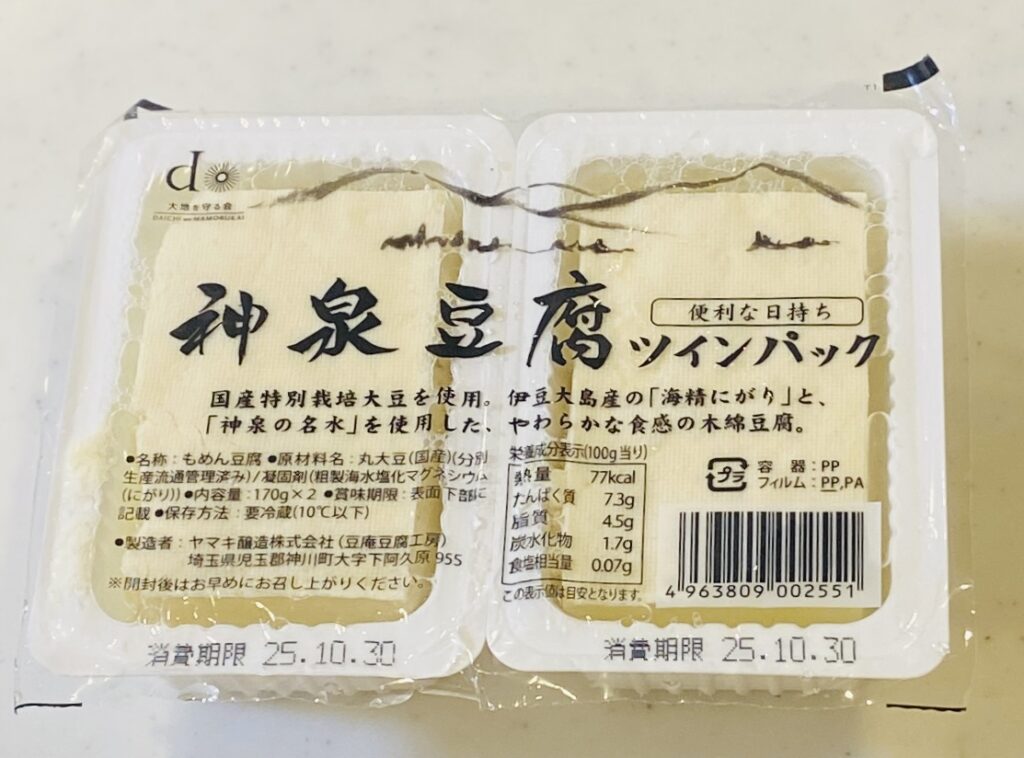 do
大地を守る会
DAICHI wo MAMORUKAI
神泉豆腐
便利な日持ち
ツインパック
国産特別栽培大豆を使用。伊豆大島産の「海精にがり」と、
「神泉の名水」を使用した、やわらかな食感の木綿豆腐。
●名称:もめん豆腐 ●原材料名:丸大豆(国産)(分別
生産流通管理済み)/凝固剤(粗製海水塩化マグネシウム
(にがり)) ●内容量:170g×2 ●賞味期限:表面下部に
記載 ●保存方法:要冷蔵(10℃以下)
●製造者:ヤマキ醸造株式会社(豆庵豆腐工房)
埼玉県児玉郡神川町大字下阿久原955
※開封後はお早めにお召し上がりください。
栄養成分表示(100g当り)
熱量 77kcal
たんぱく質 7.3g
脂質 4.5g
炭水化物 1.7g
食塩相当量 0.07g
この表示値は目安となります。
プラ
容器:PP
フィルム:PP,PA
4 963809 002551
消費期限 25.10.30
消費期限 25.10.30